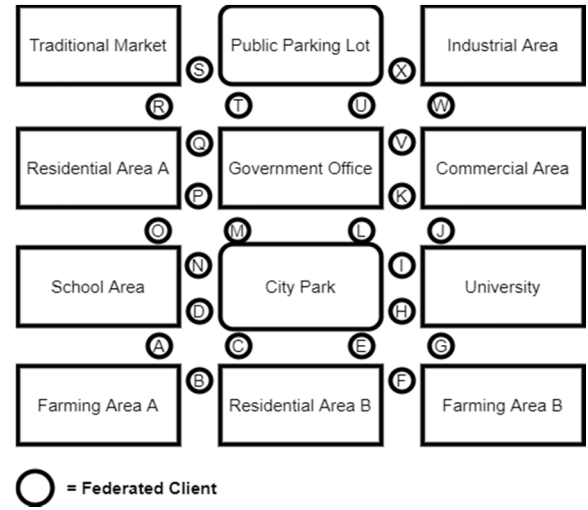 Traditional Market Public Parking Lot Industrial Area
S X
R T U W
Q V
Residential Area A Government Office Commercial Area
P K
O M L J
N I
School Area City Park University
D H
A C E G
B F
Farming Area A Residential Area B Farming Area B
= Federated Client